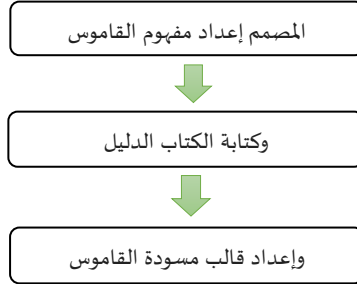 المصمم إعداد مفهوم القاموس
وكتابة الكتاب الدليل
وإعداد قالب مسودة القاموس